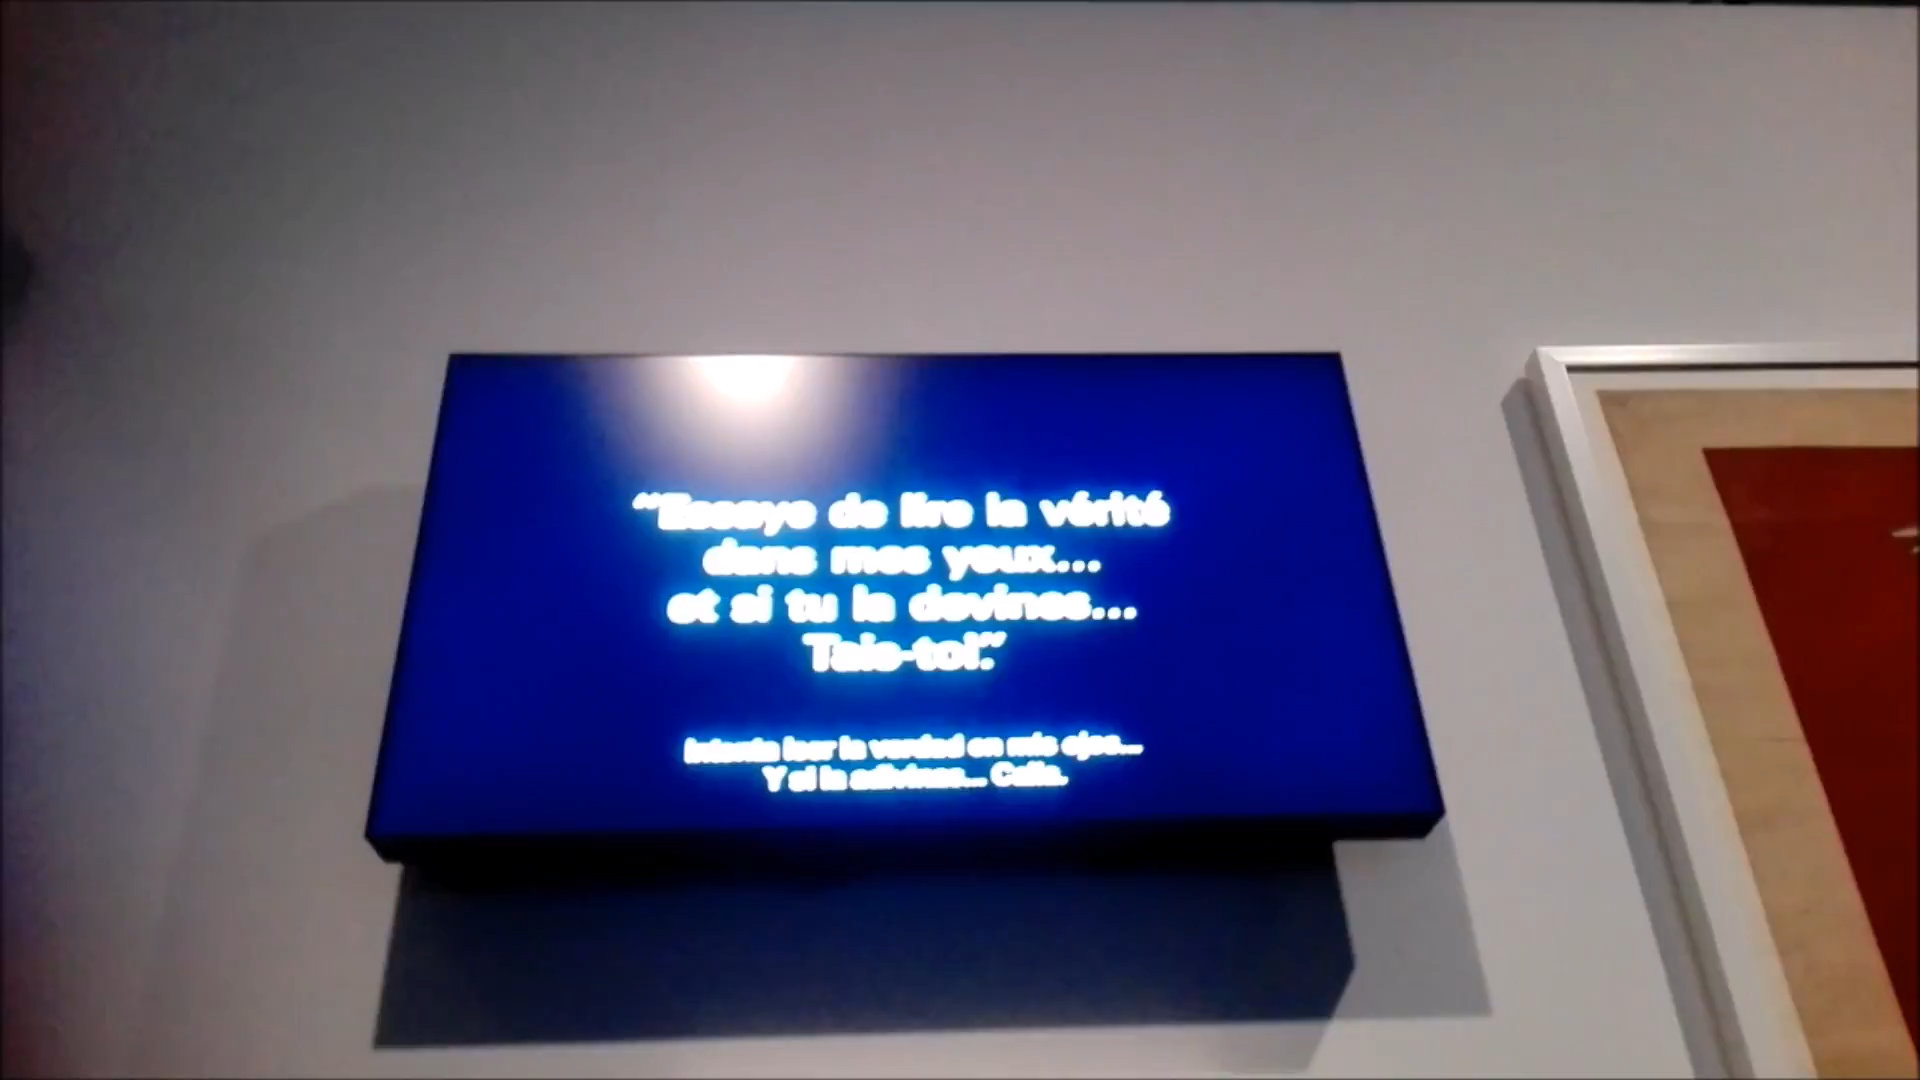 “Essaye de lire la vérité
dans mes yeux...
et si tu la devines...
Tais-toi.”
Intenta leer la verdad en mis ojos...
Y si la adivinas... Calla.